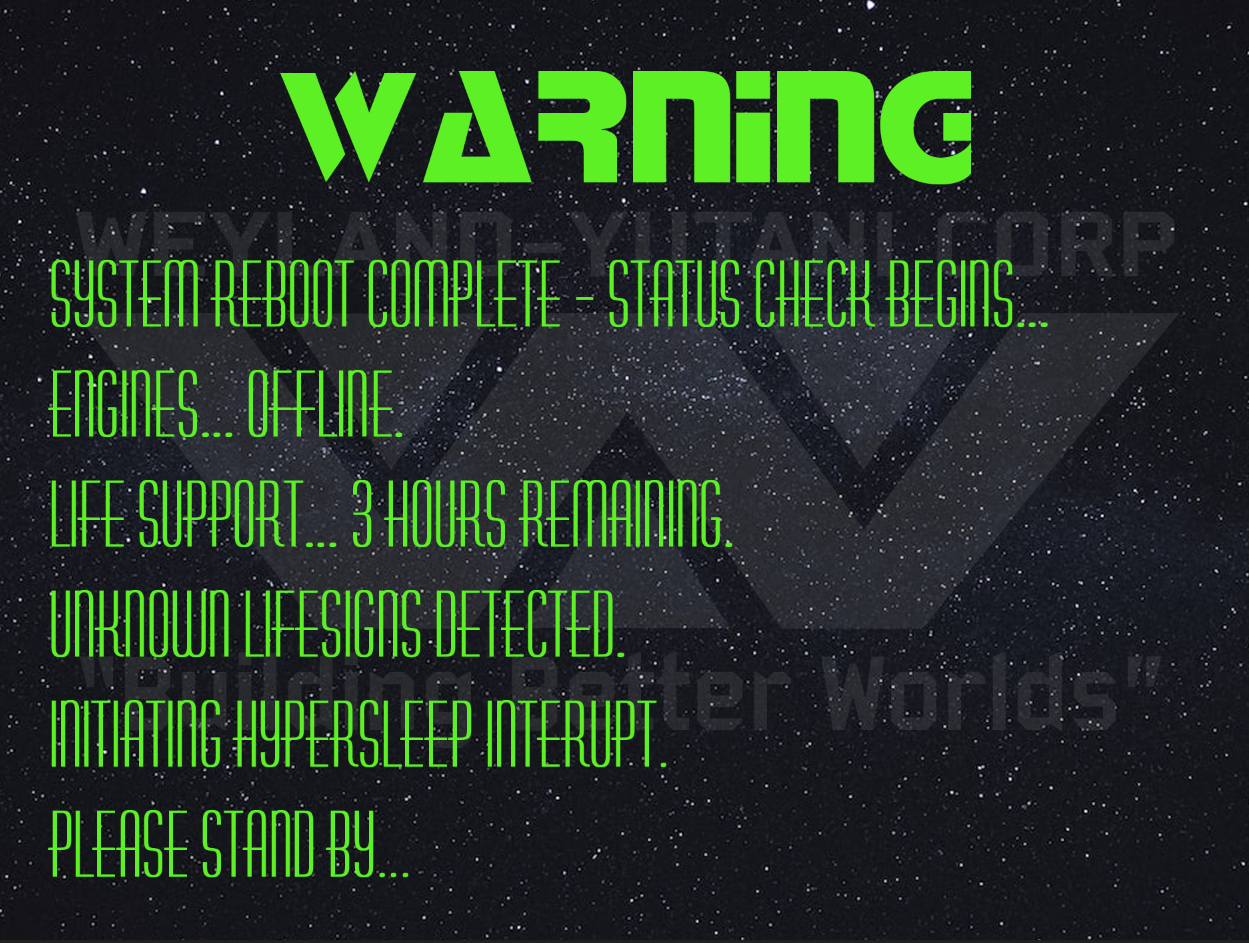 WARNING
WEYLAND-YUTANI CORP
SYSTEM REBOOT COMPLETE - STATUS CHECK BEGINS...
ENGINES... OFFLINE.
LIFE SUPPORT... 3 HOURS REMAINING.
UNKNOWN LIFESIGNS DETECTED.
"Building Better Worlds"
INITIATING HYPERSLEEP INTERUPT.
PLEASE STAND BY...